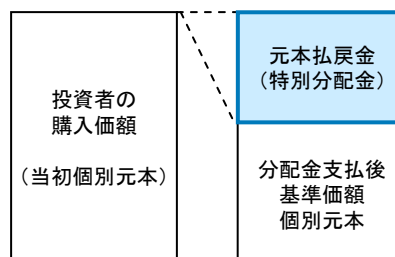 投資者の
購入価額
（当初個別元本）
元本払戻金
（特別分配金）
分配金支払後
基準価額
個別元本